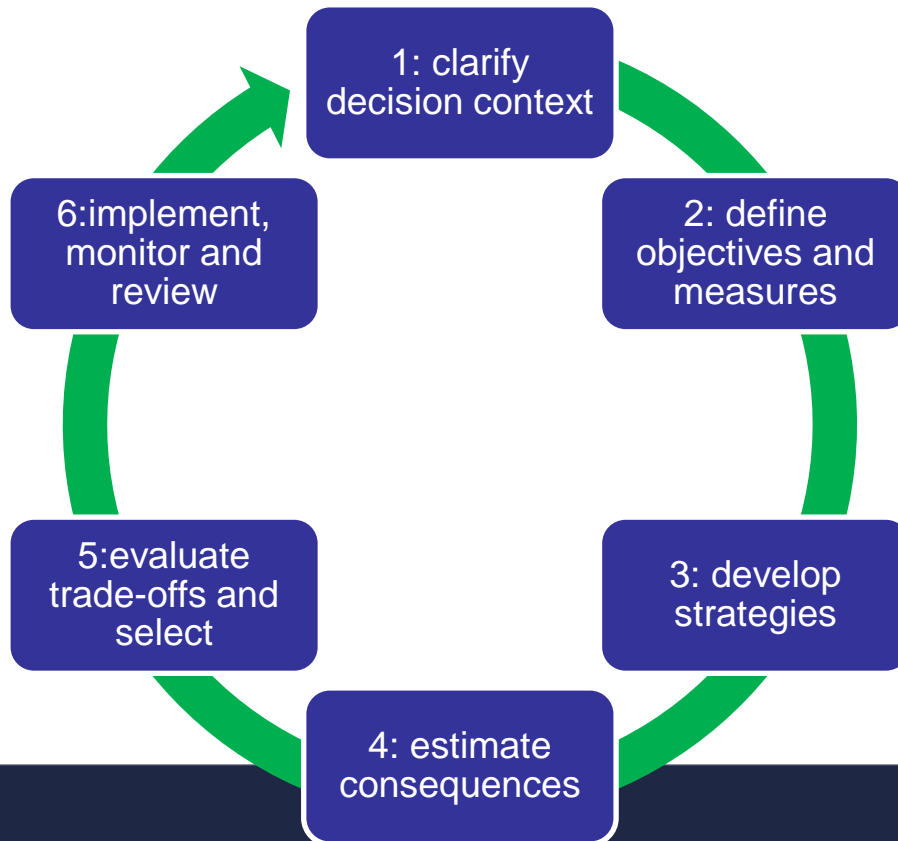 1: clarify
decision context
2: define
objectives and
measures
3: develop
strategies
4: estimate
consequences
5:evaluate
trade-offs and
select
6:implement,
monitor and
review